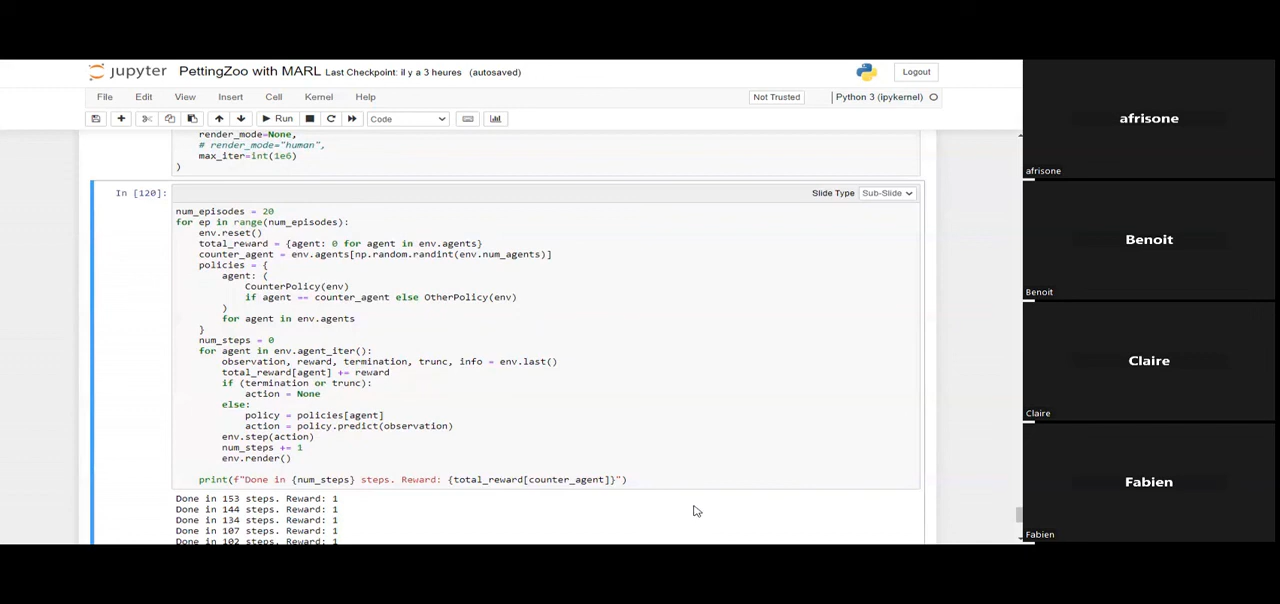 jupyter PettingZoo with MARL Last Checkpoint: il y a 3 heures (autosaved)
Logout
File Edit View Insert Cell Kernel Help
Not Trusted
Python 3 (ipykernel)
Run
Code
render_mode=None,
# render_mode="human",
max_iter=int(1e6)
)
In [120]:
Slide Type Sub-Slide
num_episodes = 20
for ep in range(num_episodes):
    env.reset()
    total_reward = {agent: 0 for agent in env.agents}
    counter_agent = env.agents[np.random.randint(env.num_agents)]
    policies = {
        agent: (
            CounterPolicy(env)
            if agent == counter_agent else OtherPolicy(env)
        )
        for agent in env.agents
    }
    num_steps = 0
    for agent in env.agent_iter():
        observation, reward, termination, trunc, info = env.last()
        total_reward[agent] += reward
        if (termination or trunc):
            action = None
        else:
            policy = policies[agent]
            action = policy.predict(observation)
        env.step(action)
        num_steps += 1
        env.render()
    print(f"Done in {num_steps} steps. Reward: {total_reward[counter_agent]}")
Done in 153 steps. Reward: 1
Done in 144 steps. Reward: 1
Done in 134 steps. Reward: 1
Done in 107 steps. Reward: 1
Done in 102 steps. Reward: 1
afrisone
afrisone
Benoit
Benoit
Claire
Claire
Fabien
Fabien